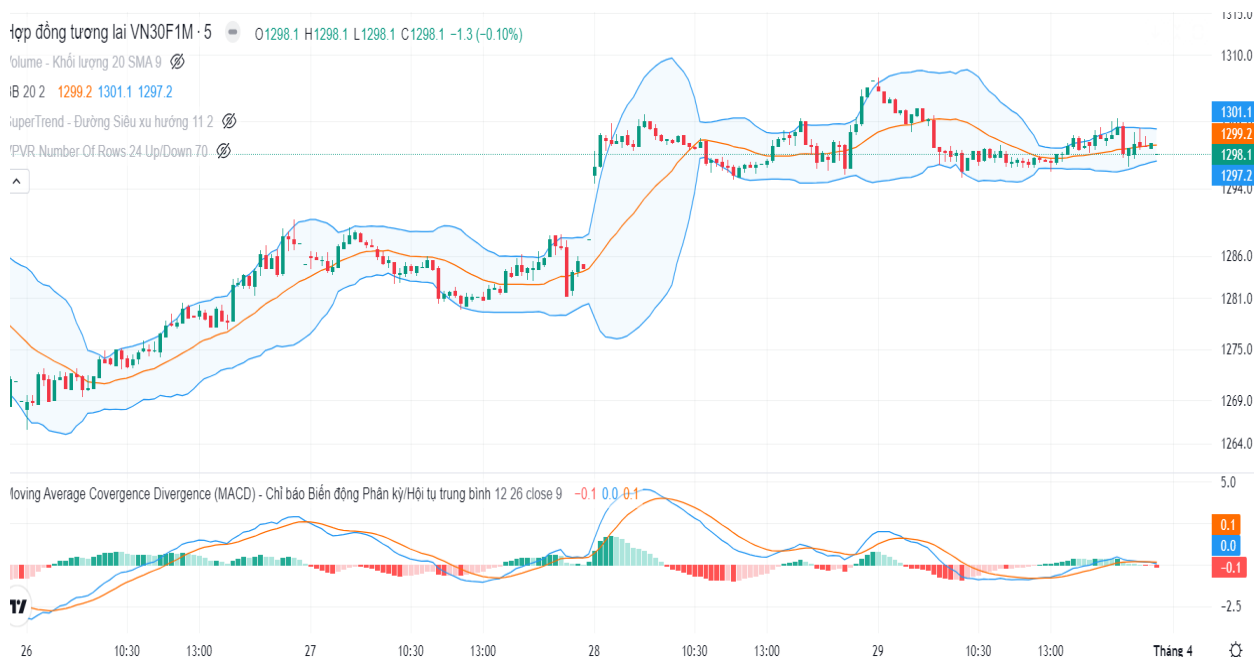 Hợp đồng tương lai VN30F1M · 5 O1298.1 H1298.1 L1298.1 C1298.1 −1.3 (−0.10%)
Volume - Khối lượng 20 SMA 9
BB 20 2 1299.2 1301.1 1297.2
SuperTrend - Đường Siêu xu hướng 11 2
VPVR Number Of Rows 24 Up/Down 70
1315.0
1310.0
1301.1
1299.2
1298.1
1297.2
1294.0
1286.0
1281.0
1275.0
1269.0
1264.0
Moving Average Covergence Divergence (MACD) - Chỉ báo Biến động Phân kỳ/Hội tụ trung bình 12 26 close 9 −0.1 0.0 0.1
5.0
0.1
0.0
−0.1
−2.5
26 10:30 13:00 27 10:30 13:00 28 10:30 13:00 29 10:30 13:00 Tháng 4